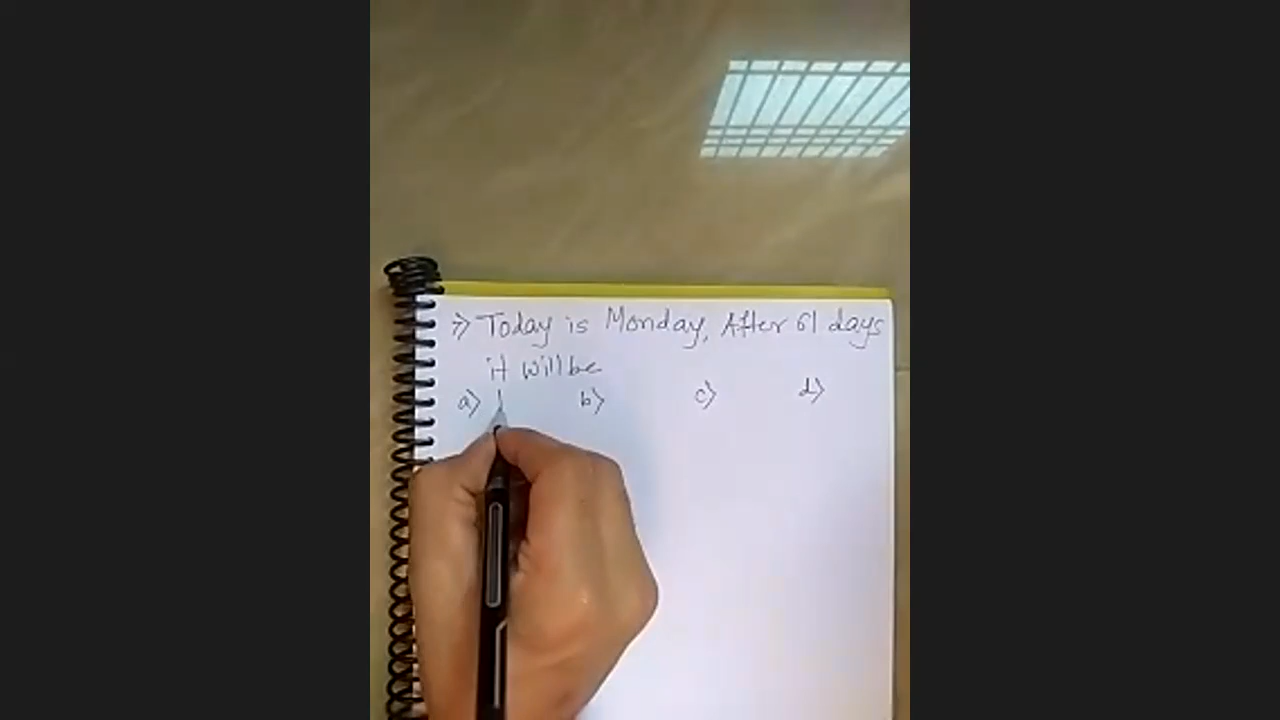 ⇒ Today is Monday, After 61 days
it will be
a) b) c) d)